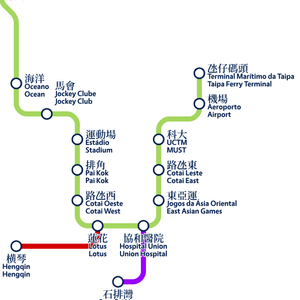 海洋
Oceano
Ocean
馬會
Jockey Clube
Jockey Club
運動場
Estádio
Stadium
排角
Pai Kok
Pai Kok
路氹西
Cotai Oeste
Cotai West
蓮花
Lotus
Lotus
橫琴
Hengqin
Hengqin
氹仔碼頭
Terminal Marítimo da Taipa
Taipa Ferry Terminal
機場
Aeroporto
Airport
科大
UCTM
MUST
路氹東
Cotai Leste
Cotai East
東亞運
Jogos da Ásia Oriental
East Asian Games
協和醫院
Hospital Union
Union Hospital
石排灣